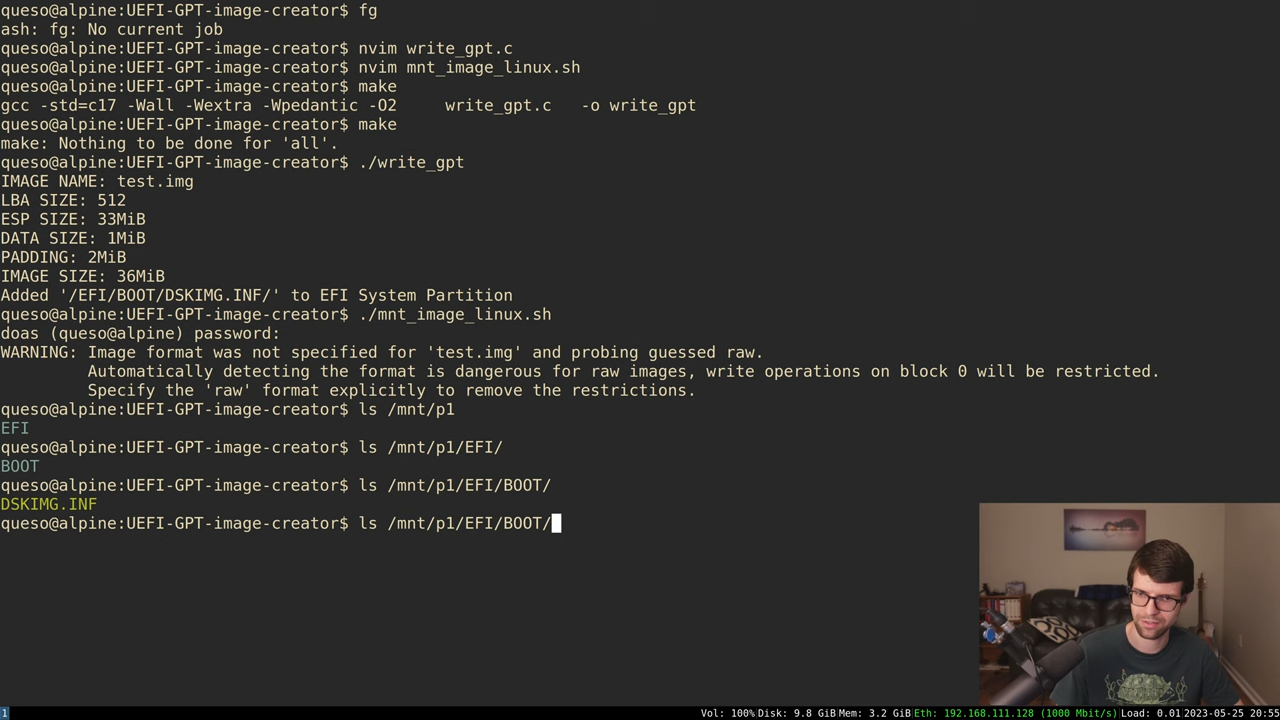 queso@alpine:UEFI-GPT-image-creator$ fg
ash: fg: No current job
queso@alpine:UEFI-GPT-image-creator$ nvim write_gpt.c
queso@alpine:UEFI-GPT-image-creator$ nvim mnt_image_linux.sh
queso@alpine:UEFI-GPT-image-creator$ make
gcc -std=c17 -Wall -Wextra -Wpedantic -O2     write_gpt.c   -o write_gpt
queso@alpine:UEFI-GPT-image-creator$ make
make: Nothing to be done for 'all'.
queso@alpine:UEFI-GPT-image-creator$ ./write_gpt
IMAGE NAME: test.img
LBA SIZE: 512
ESP SIZE: 33MiB
DATA SIZE: 1MiB
PADDING: 2MiB
IMAGE SIZE: 36MiB
Added '/EFI/BOOT/DSKIMG.INF/' to EFI System Partition
queso@alpine:UEFI-GPT-image-creator$ ./mnt_image_linux.sh
doas (queso@alpine) password:
WARNING: Image format was not specified for 'test.img' and probing guessed raw.
         Automatically detecting the format is dangerous for raw images, write operations on block 0 will be restricted.
         Specify the 'raw' format explicitly to remove the restrictions.
queso@alpine:UEFI-GPT-image-creator$ ls /mnt/p1
EFI
queso@alpine:UEFI-GPT-image-creator$ ls /mnt/p1/EFI/
BOOT
queso@alpine:UEFI-GPT-image-creator$ ls /mnt/p1/EFI/BOOT/
DSKIMG.INF
queso@alpine:UEFI-GPT-image-creator$ ls /mnt/p1/EFI/BOOT/
1 Vol: 100% Disk: 9.8 GiB Mem: 3.2 GiB Eth: 192.168.111.128 (1000 Mbit/s) Load: 0.01 2023-05-25 20:55